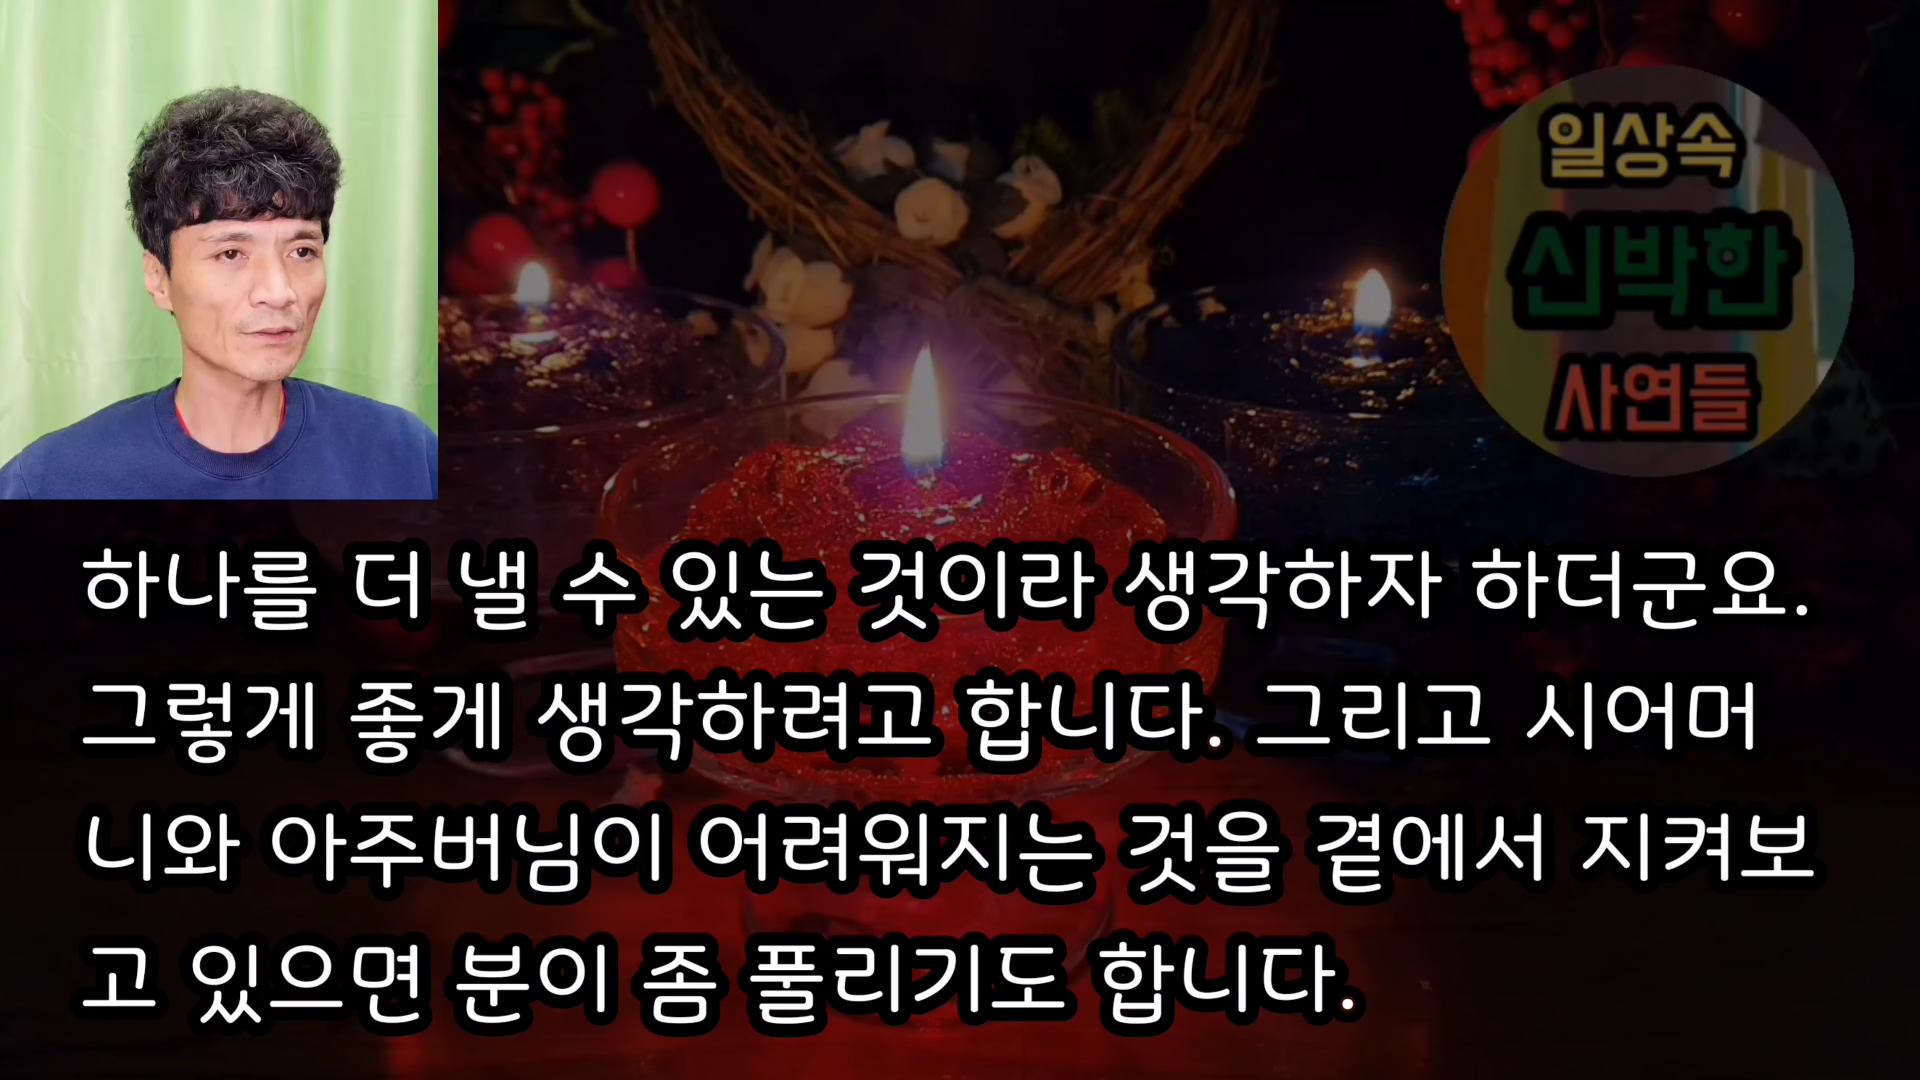 일상속
신박한
사연들
하나를 더 낼 수 있는 것이라 생각하자 하더군요.
그렇게 좋게 생각하려고 합니다. 그리고 시어머
니와 아주버님이 어려워지는 것을 곁에서 지켜보
고 있으면 분이 좀 풀리기도 합니다.